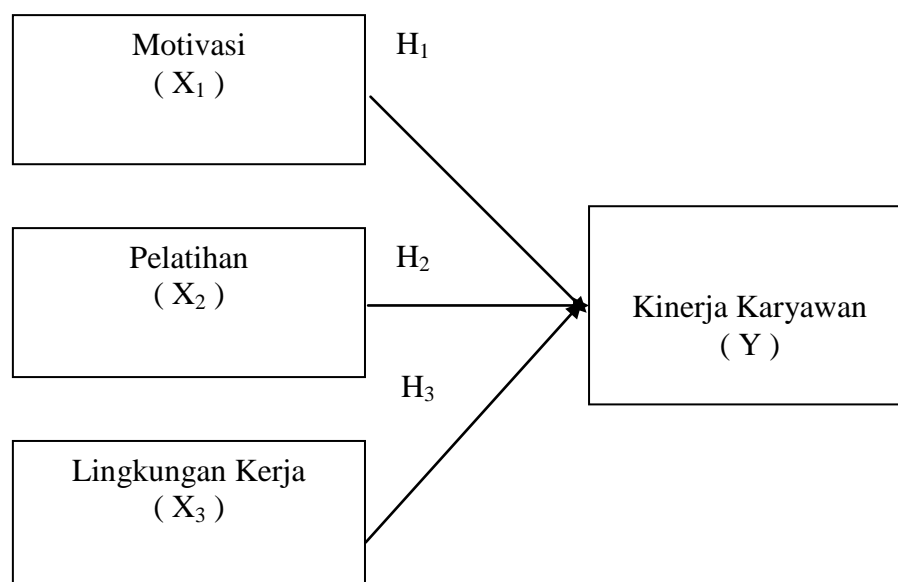 Motivasi
( X₁ )
H₁
Pelatihan
( X₂ )
H₂
Kinerja Karyawan
( Y )
H₃
Lingkungan Kerja
( X₃ )